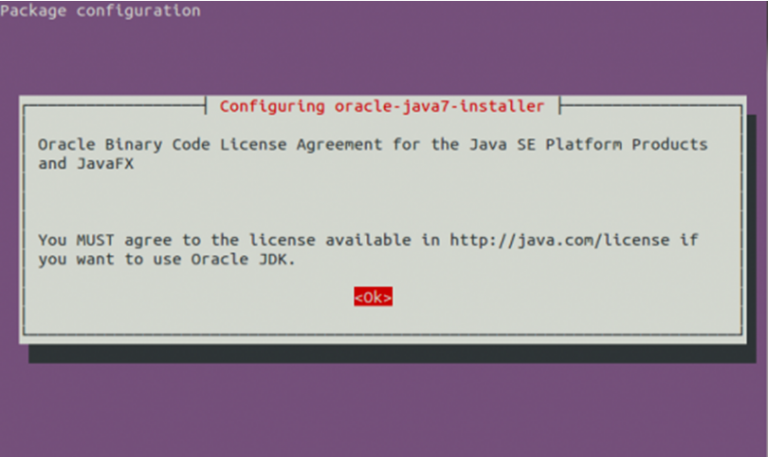 Package configuration
Configuring oracle-java7-installer
Oracle Binary Code License Agreement for the Java SE Platform Products
and JavaFX
You MUST agree to the license available in http://java.com/license if
you want to use Oracle JDK.
<Ok>